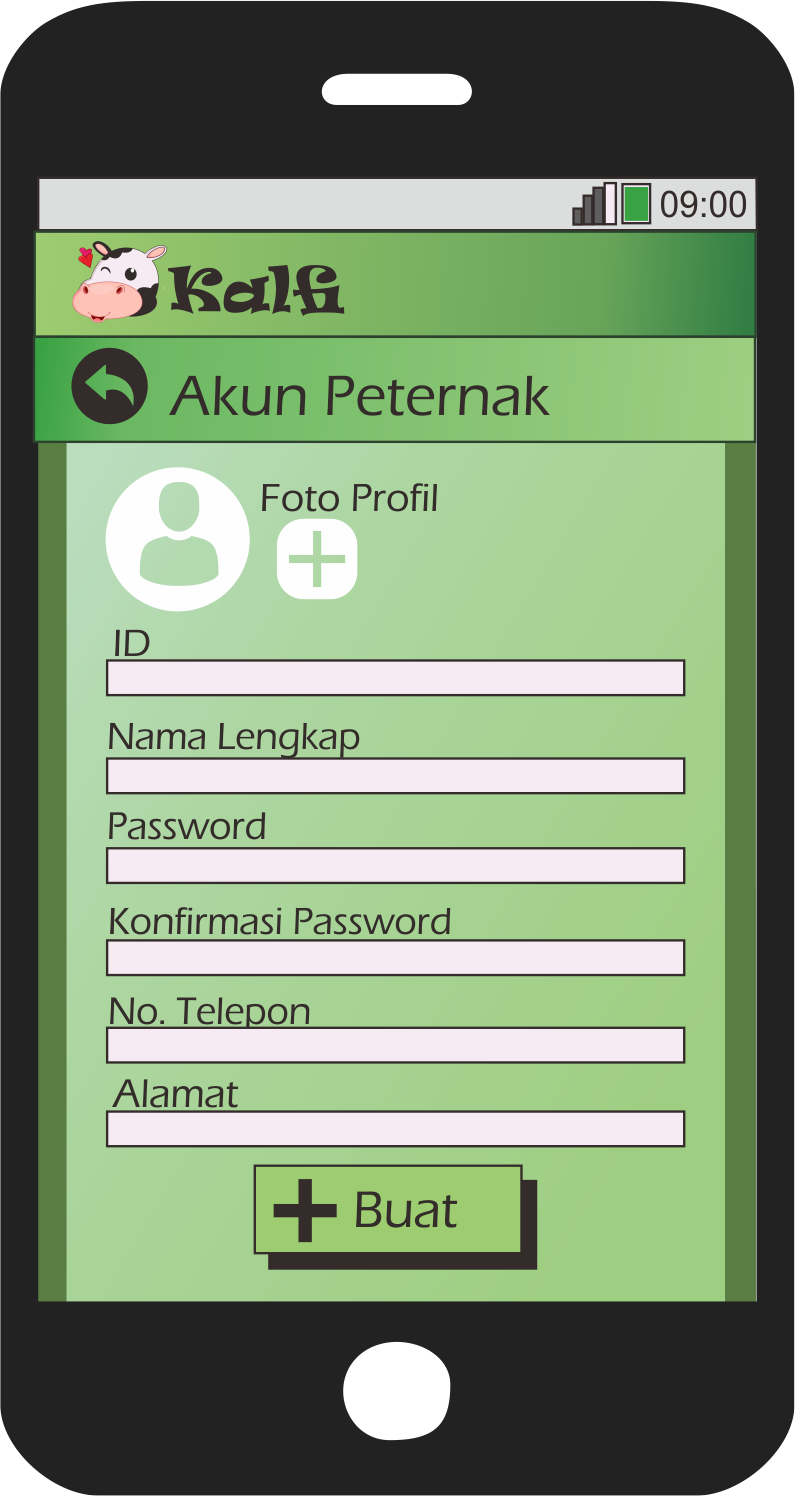 09:00
Kalfi
Akun Peternak
Foto Profil
ID
Nama Lengkap
Password
Konfirmasi Password
No. Telepon
Alamat
Buat